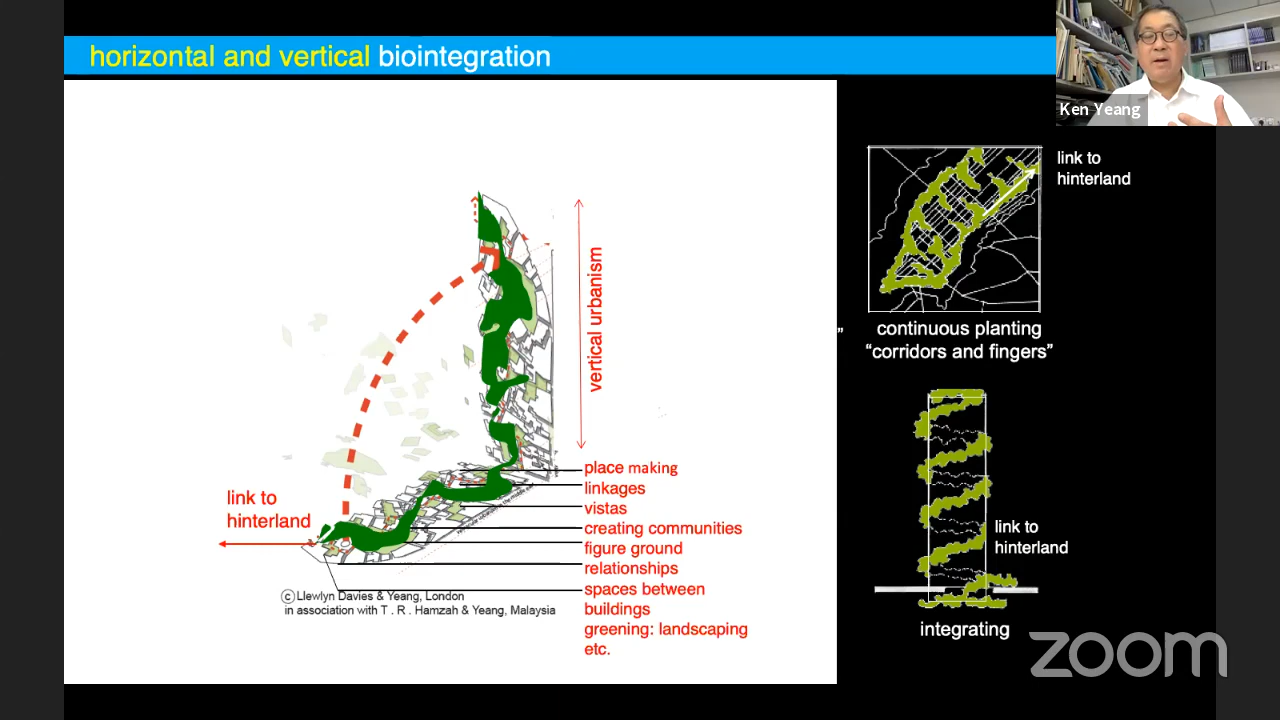 horizontal and vertical biointegration
Ken Yeang
link to
hinterland
vertical urbanism
”
continuous planting
“corridors and fingers”
place making
linkages
vistas
creating communities
figure ground
relationships
spaces between
buildings
greening: landscaping
etc.
link to
hinterland
link to
hinterland
integrating
© Llewlyn Davies & Yeang, London
in association with T . R . Hamzah & Yeang, Malaysia
zoom